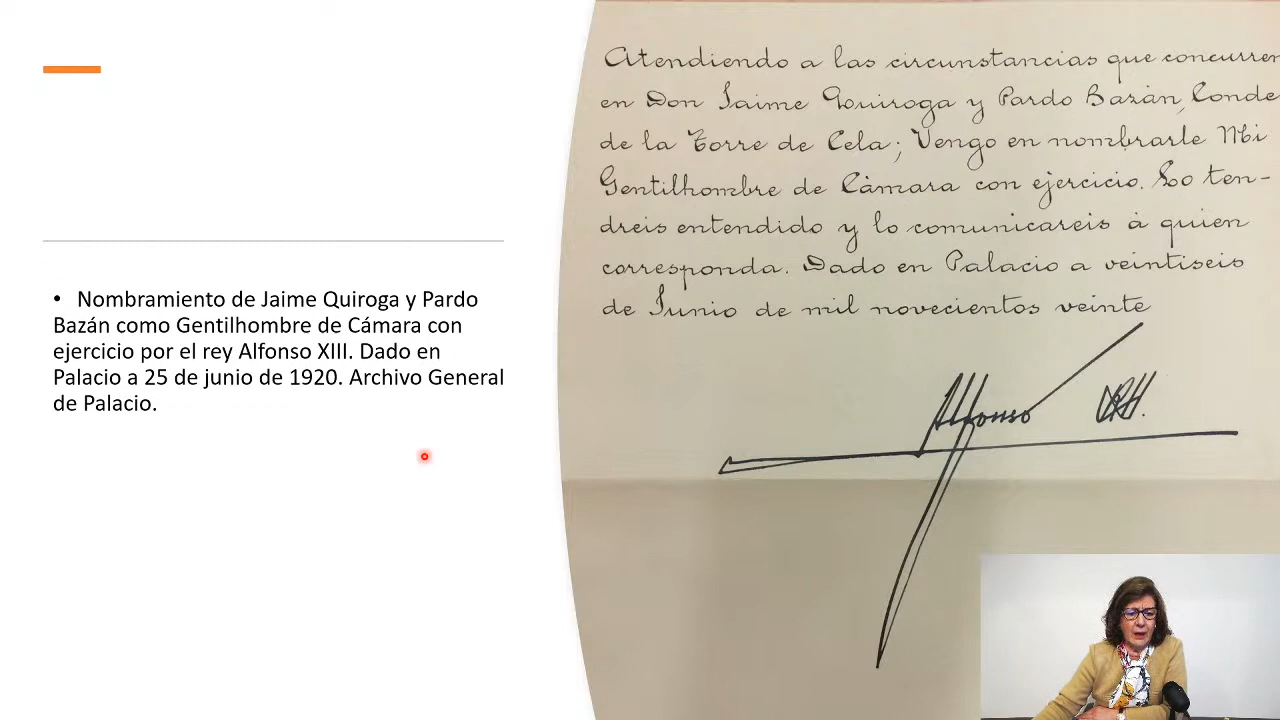 • Nombramiento de Jaime Quiroga y Pardo
Bazán como Gentilhombre de Cámara con
ejercicio por el rey Alfonso XIII. Dado en
Palacio a 25 de junio de 1920. Archivo General
de Palacio.
Atendiendo a las circunstancias que concurren
en Don Jaime Quiroga y Pardo Bazán, Conde
de la Torre de Cela; Vengo en nombrarle Mi
Gentilhombre de Cámara con ejercicio. Lo ten-
dreis entendido y lo comunicareis á quien
corresponda. Dado en Palacio a veintiseis
de Junio de mil novecientos veinte
Alfonso